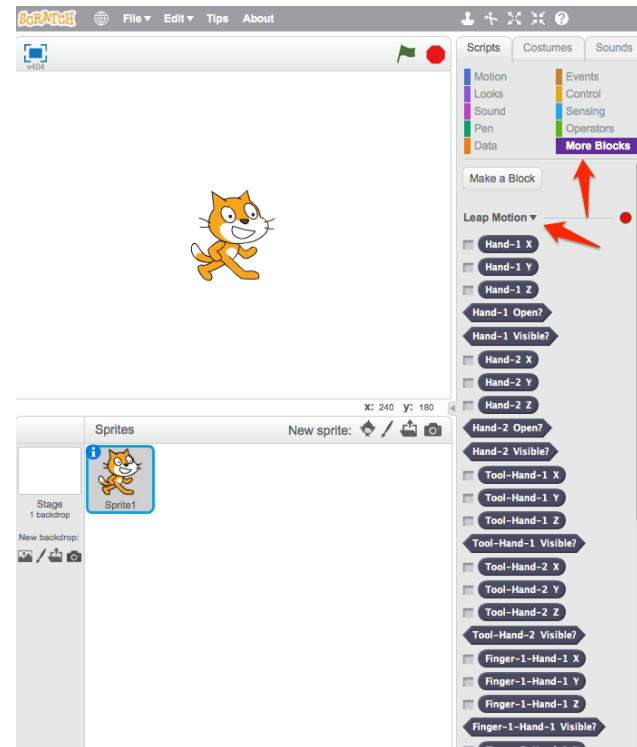 SCRATCH File Edit Tips About
v404
Scripts Costumes Sounds
Motion Events
Looks Control
Sound Sensing
Pen Operators
Data More Blocks
Make a Block
Leap Motion
Hand-1 X
Hand-1 Y
Hand-1 Z
Hand-1 Open?
Hand-1 Visible?
Hand-2 X
Hand-2 Y
Hand-2 Z
Hand-2 Open?
Hand-2 Visible?
Tool-Hand-1 X
Tool-Hand-1 Y
Tool-Hand-1 Z
Tool-Hand-1 Visible?
Tool-Hand-2 X
Tool-Hand-2 Y
Tool-Hand-2 Z
Tool-Hand-2 Visible?
Finger-1-Hand-1 X
Finger-1-Hand-1 Y
Finger-1-Hand-1 Z
Finger-1-Hand-1 Visible?
X: 240 y: 180
Sprites New sprite:
Sprite1
Stage
1 backdrop
New backdrop: